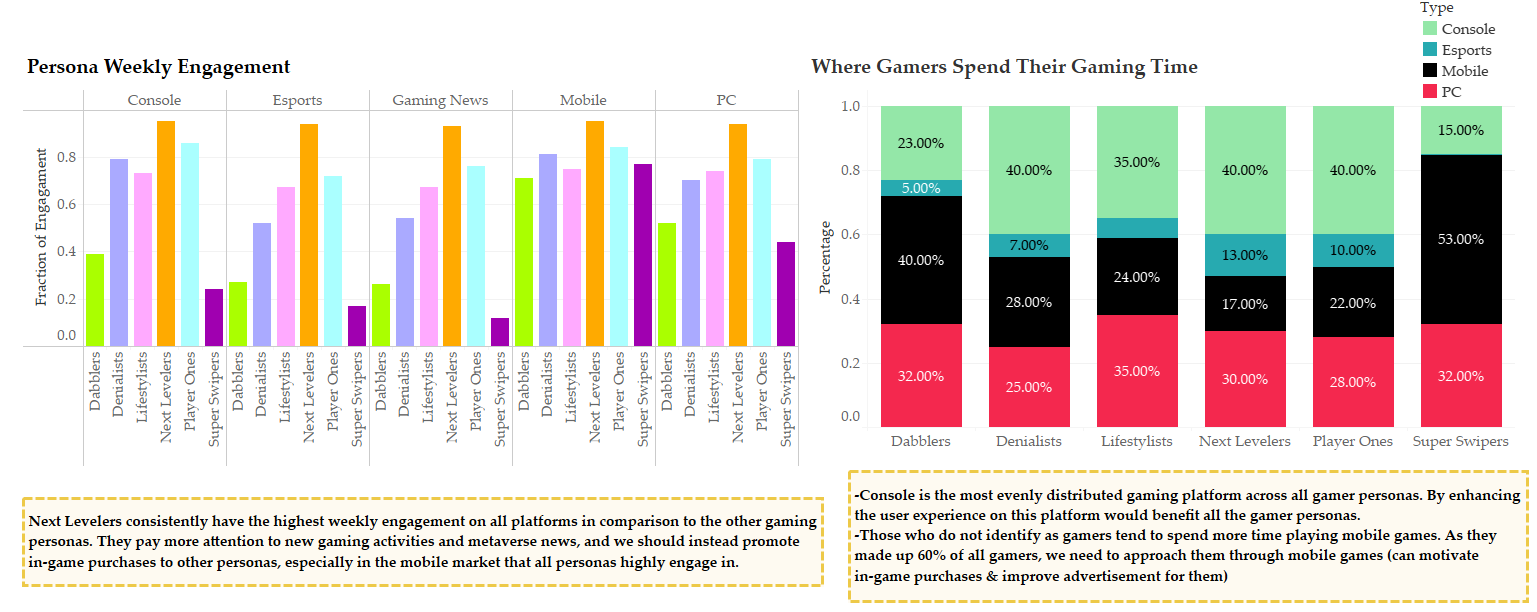 Type
Console
Esports
Mobile
PC
Persona Weekly Engagement
Console Esports Gaming News Mobile PC
Fraction of Engagament
0.8
0.6
0.4
0.2
0.0
Dabblers Denialists Lifestylists Next Levelers Player Ones Super Swipers Dabblers Denialists Lifestylists Next Levelers Player Ones Super Swipers Dabblers Denialists Lifestylists Next Levelers Player Ones Super Swipers Dabblers Denialists Lifestylists Next Levelers Player Ones Super Swipers Dabblers Denialists Lifestylists Next Levelers Player Ones Super Swipers
Next Levelers consistently have the highest weekly engagement on all platforms in comparison to the other gaming
personas. They pay more attention to new gaming activities and metaverse news, and we should instead promote
in-game purchases to other personas, especially in the mobile market that all personas highly engage in.
Where Gamers Spend Their Gaming Time
Percentage
1.0
0.8
0.6
0.4
0.2
0.0
23.00%
5.00%
40.00%
32.00%
40.00%
7.00%
28.00%
25.00%
35.00%
24.00%
35.00%
40.00%
13.00%
17.00%
30.00%
40.00%
10.00%
22.00%
28.00%
15.00%
53.00%
32.00%
Dabblers Denialists Lifestylists Next Levelers Player Ones Super Swipers
-Console is the most evenly distributed gaming platform across all gamer personas. By enhancing
the user experience on this platform would benefit all the gamer personas.
-Those who do not identify as gamers tend to spend more time playing mobile games. As they
made up 60% of all gamers, we need to approach them through mobile games (can motivate
in-game purchases & improve advertisement for them)